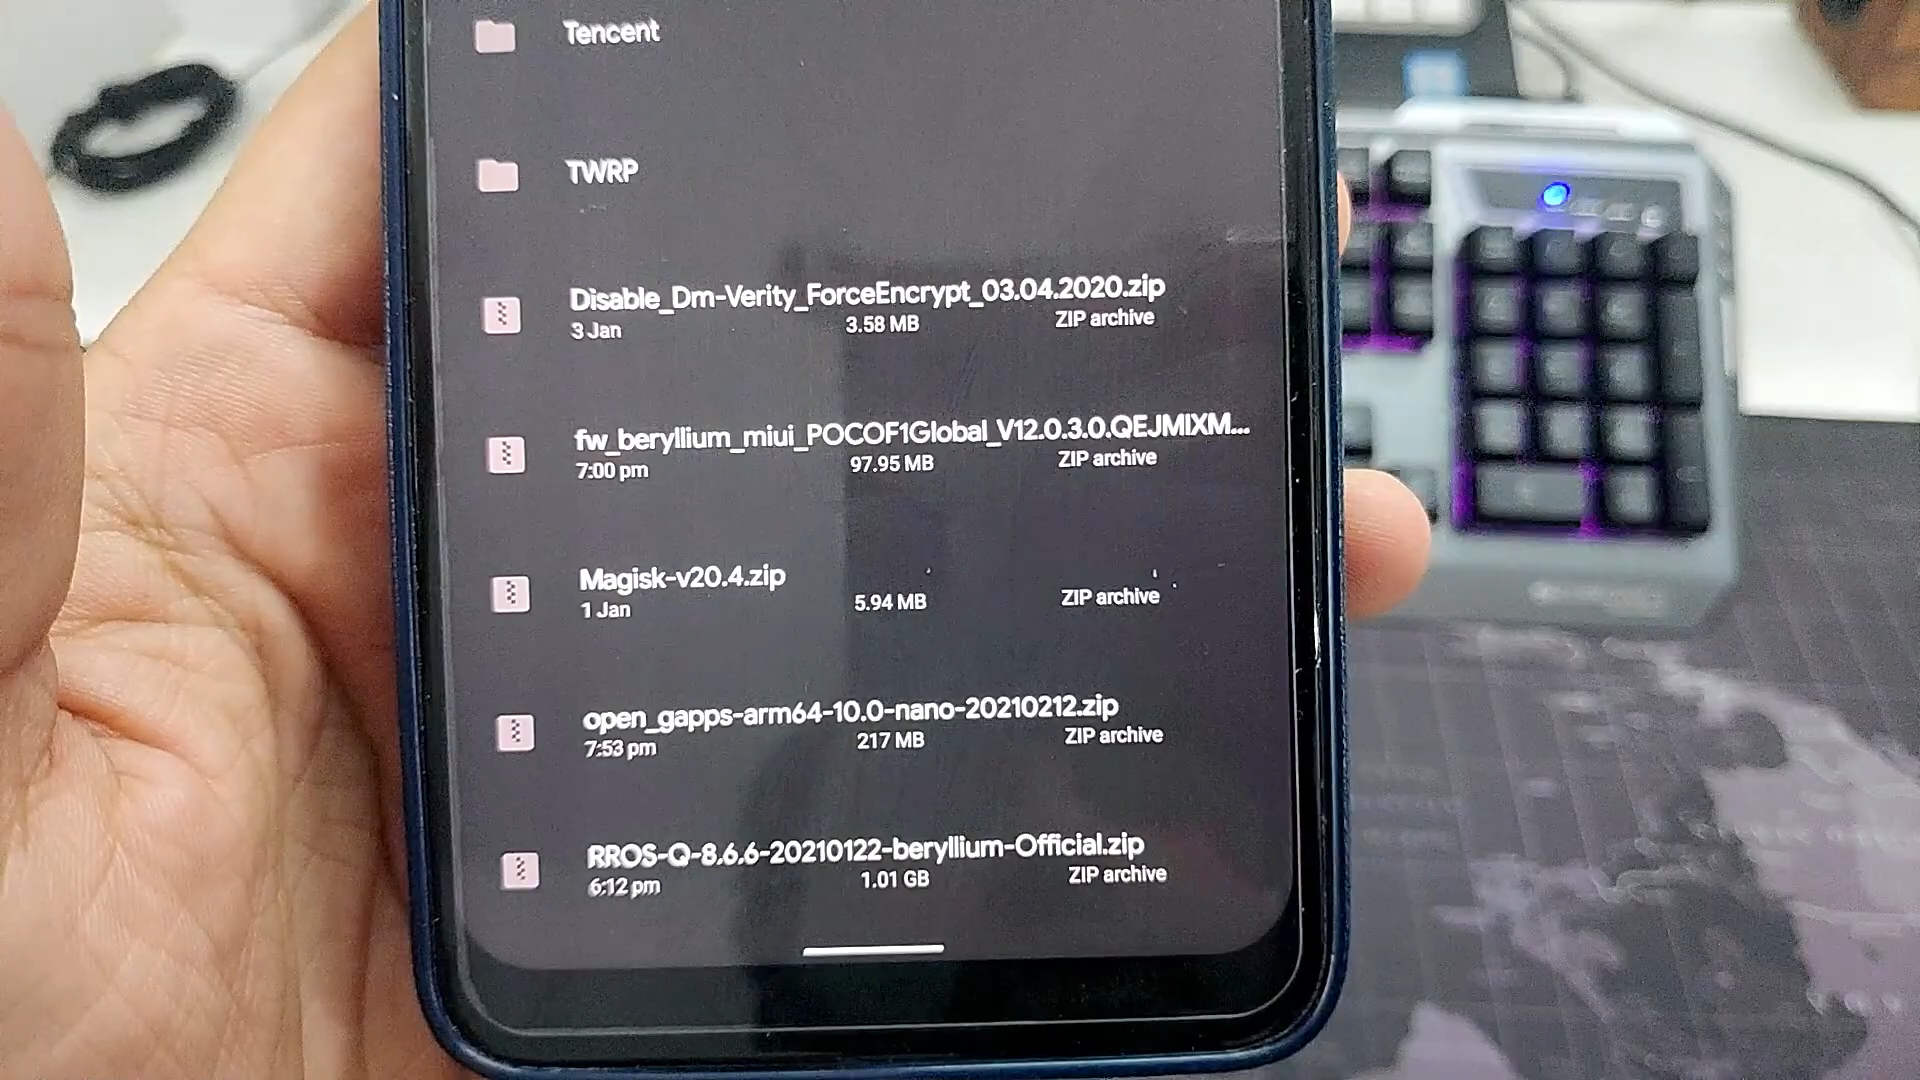 Tencent
TWRP
Disable_Dm-Verity_ForceEncrypt_03.04.2020.zip
3 Jan 3.58 MB ZIP archive
fw_beryllium_miui_POCOF1Global_V12.0.3.0.QEJMIXM...
7:00 pm 97.95 MB ZIP archive
Magisk-v20.4.zip
1 Jan 5.94 MB ZIP archive
open_gapps-arm64-10.0-nano-20210212.zip
7:53 pm 217 MB ZIP archive
RROS-Q-8.6.6-20210122-beryllium-Official.zip
6:12 pm 1.01 GB ZIP archive